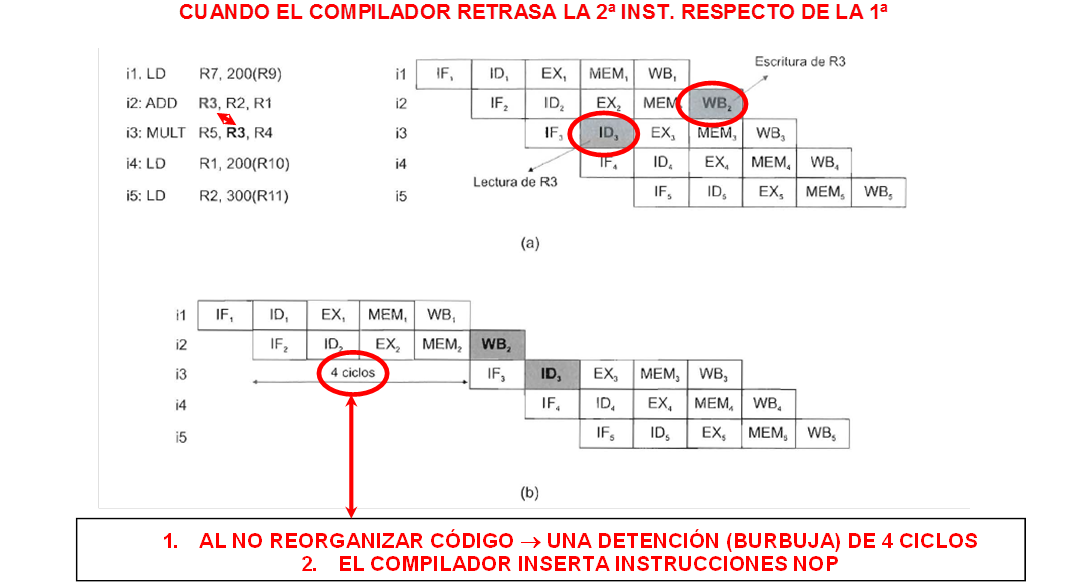 CUANDO EL COMPILADOR RETRASA LA 2ª INST. RESPECTO DE LA 1ª
Escritura de R3
i1. LD R7, 200(R9) i1 IF₁ ID₁ EX₁ MEM₁ WB₁
i2: ADD R3, R2, R1 i2 IF₂ ID₂ EX₂ MEM WB₂
i3: MULT R5, R3, R4 i3 IF₃ ID₃ EX₃ MEM₃ WB₃
i4: LD R1, 200(R10) i4 IF₄ ID₄ EX₄ MEM₄ WB₄
Lectura de R3
i5: LD R2, 300(R11) i5 IF₅ ID₅ EX₅ MEM₅ WB₅
(a)
i1 IF₁ ID₁ EX₁ MEM₁ WB₁
i2 IF₂ ID₂ EX₂ MEM₂ WB₂
i3 4 ciclos IF₃ ID₃ EX₃ MEM₃ WB₃
i4 IF₄ ID₄ EX₄ MEM₄ WB₄
i5 IF₅ ID₅ EX₅ MEM₅ WB₅
(b)
1. AL NO REORGANIZAR CÓDIGO → UNA DETENCIÓN (BURBUJA) DE 4 CICLOS
2. EL COMPILADOR INSERTA INSTRUCCIONES NOP